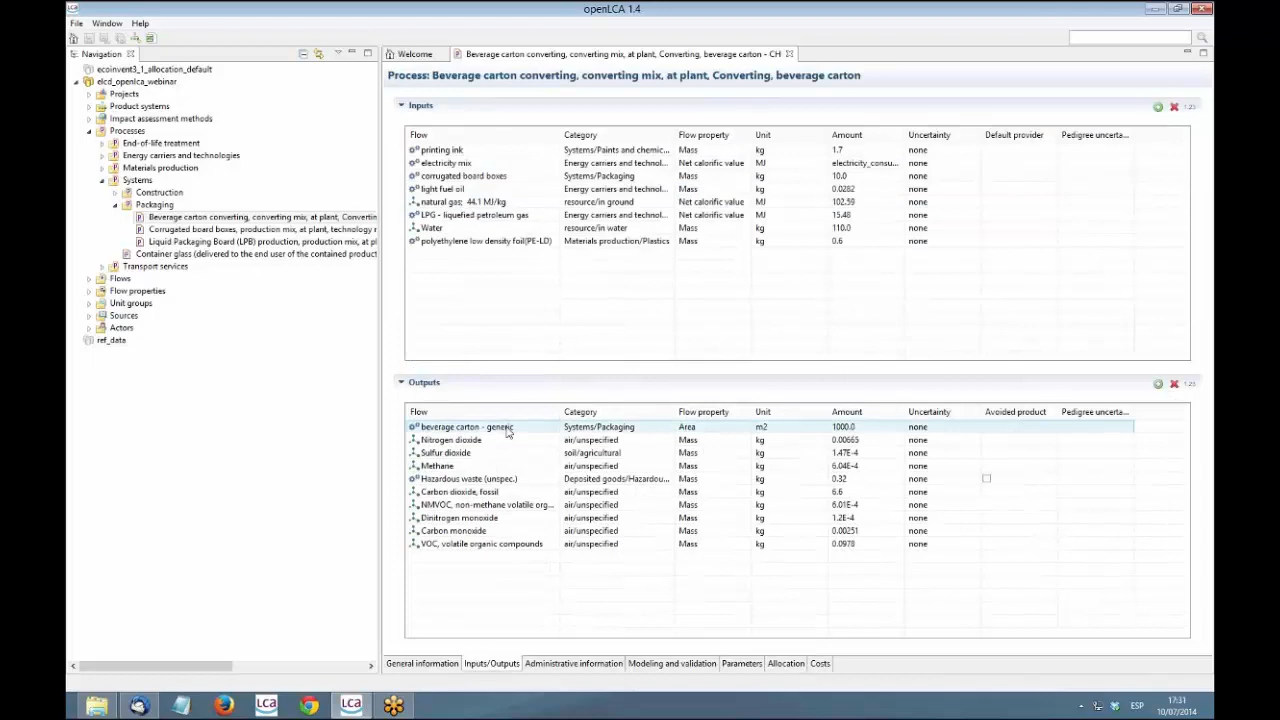 openLCA 1.4
File Window Help
Navigation
Welcome
Beverage carton converting, converting mix, at plant, Converting, beverage carton - CH
ecoinvent3_1_allocation_default
elcd_openlca_webinar
Projects
Product systems
Impact assessment methods
Processes
End-of-life treatment
Energy carriers and technologies
Materials production
Systems
Construction
Packaging
Beverage carton converting, converting mix, at plant, Convertin
Corrugated board boxes, production mix, at plant, technology r
Liquid Packaging Board (LPB) production, production mix, at pl
Container glass (delivered to the end user of the contained product
Transport services
Flows
Flow properties
Unit groups
Sources
Actors
ref_data
Process: Beverage carton converting, converting mix, at plant, Converting, beverage carton
Inputs
1.23
Flow Category Flow property Unit Amount Uncertainty Default provider Pedigree uncerta...
printing ink Systems/Paints and chemic... Mass kg 1.7 none
electricity mix Energy carriers and technol... Net calorific value MJ electricity_consu... none
corrugated board boxes Systems/Packaging Mass kg 10.0 none
light fuel oil Energy carriers and technol... Mass kg 0.0282 none
natural gas; 44.1 MJ/kg resource/in ground Net calorific value MJ 102.59 none
LPG - liquefied petroleum gas Energy carriers and technol... Net calorific value MJ 15.48 none
Water resource/in water Mass kg 110.0 none
polyethylene low density foil(PE-LD) Materials production/Plastics Mass kg 0.6 none
Outputs
1.23
Flow Category Flow property Unit Amount Uncertainty Avoided product Pedigree uncerta...
beverage carton - generic Systems/Packaging Area m2 1000.0 none
Nitrogen dioxide air/unspecified Mass kg 0.00665 none
Sulfur dioxide soil/agricultural Mass kg 1.47E-4 none
Methane air/unspecified Mass kg 6.04E-4 none
Hazardous waste (unspec.) Deposited goods/Hazardou... Mass kg 0.32 none
Carbon dioxide, fossil air/unspecified Mass kg 6.6 none
NMVOC, non-methane volatile org... air/unspecified Mass kg 6.01E-4 none
Dinitrogen monoxide air/unspecified Mass kg 1.2E-4 none
Carbon monoxide air/unspecified Mass kg 0.00251 none
VOC, volatile organic compounds air/unspecified Mass kg 0.0978 none
General information Inputs/Outputs Administrative information Modeling and validation Parameters Allocation Costs
LCA LCA
ESP
17:31
10/07/2014